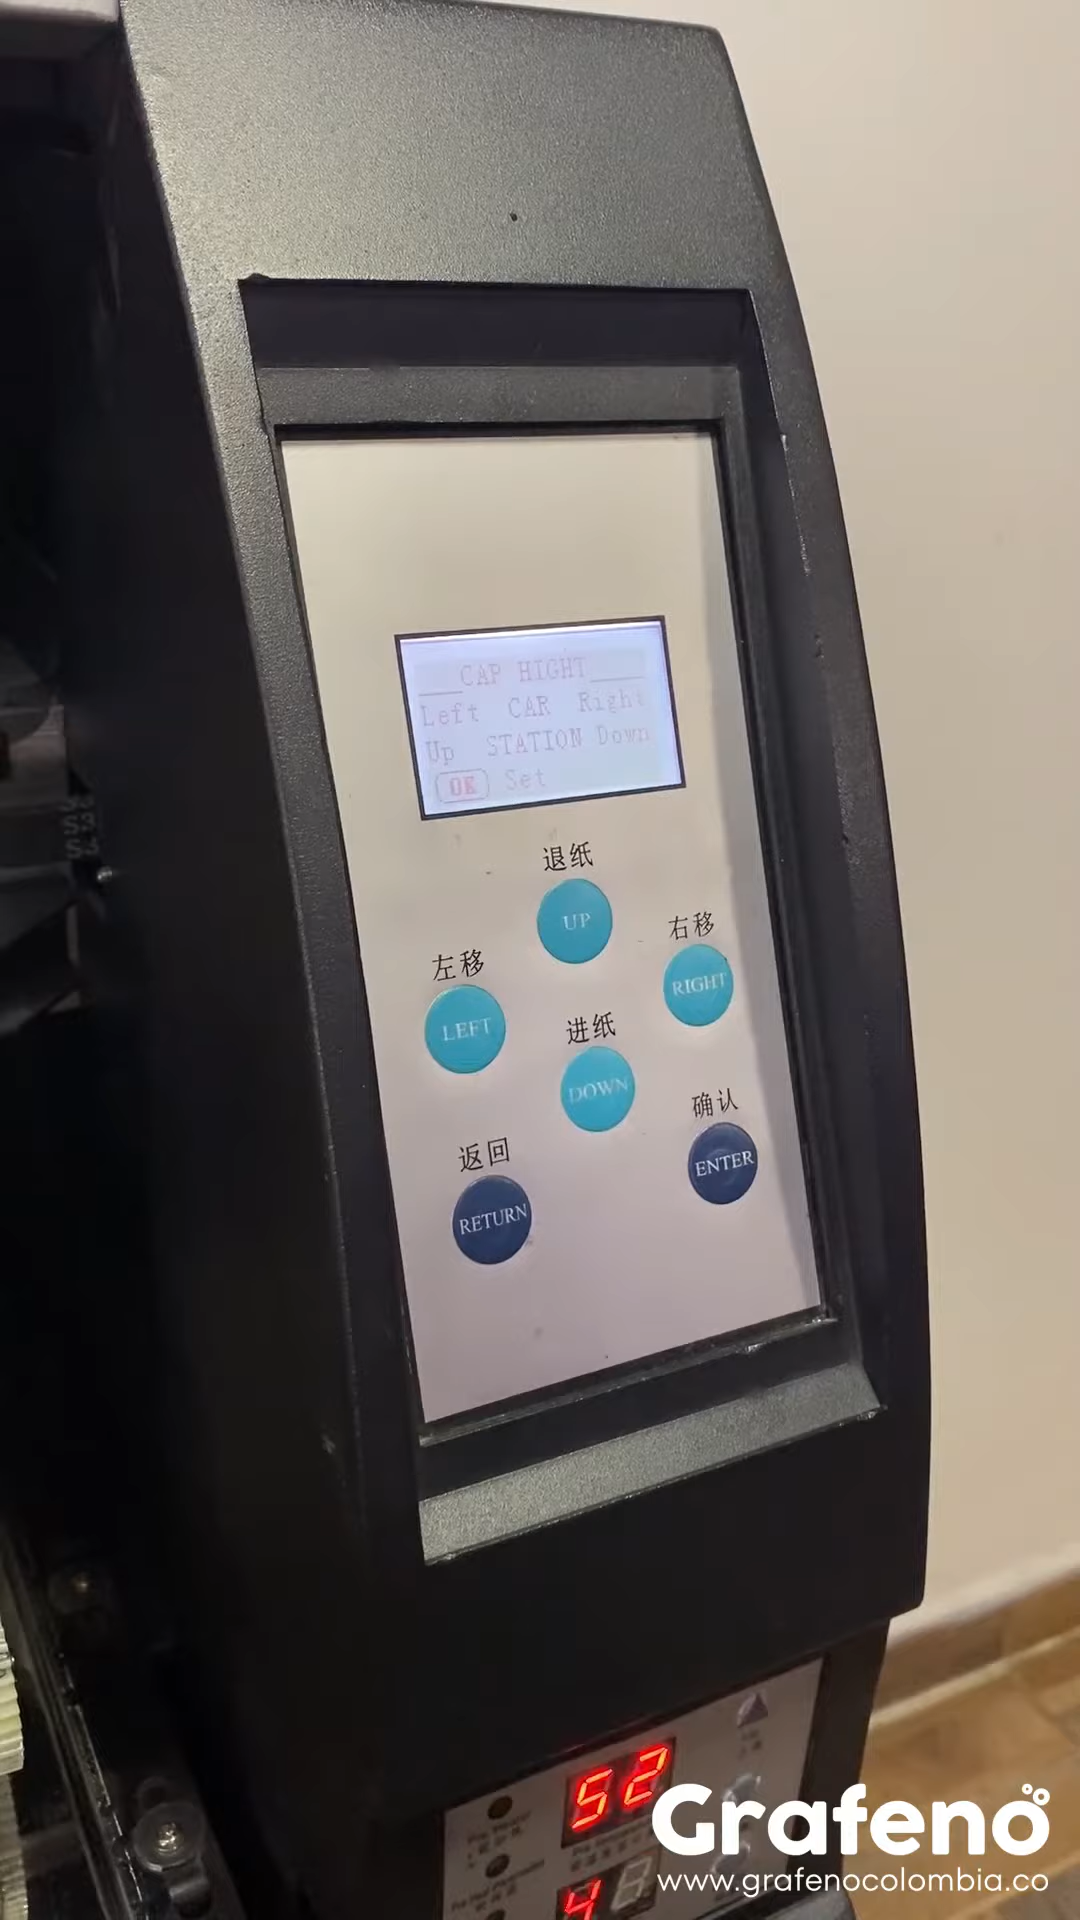 CAP HIGHT
Left CAR Right
Up STATION Down
OK Set
退纸
UP
右移
RIGHT
左移
LEFT
进纸
DOWN
确认
ENTER
返回
RETURN
52
4
Grafeno
www.grafenocolombia.co